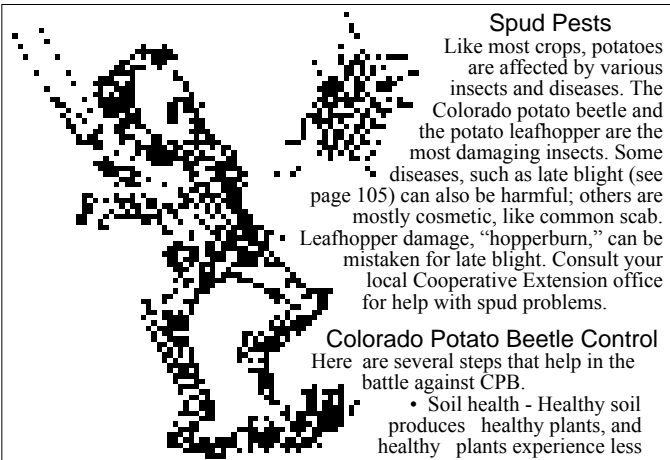 Spud Pests
Like most crops, potatoes
are affected by various
insects and diseases. The
Colorado potato beetle and
the potato leafhopper are the
most damaging insects. Some
diseases, such as late blight (see
page 105) can also be harmful; others are
mostly cosmetic, like common scab.
Leafhopper damage, “hopperburn,” can be
mistaken for late blight. Consult your
local Cooperative Extension office
for help with spud problems.
Colorado Potato Beetle Control
Here are several steps that help in the
battle against CPB.
• Soil health - Healthy soil
produces healthy plants, and
healthy plants experience less